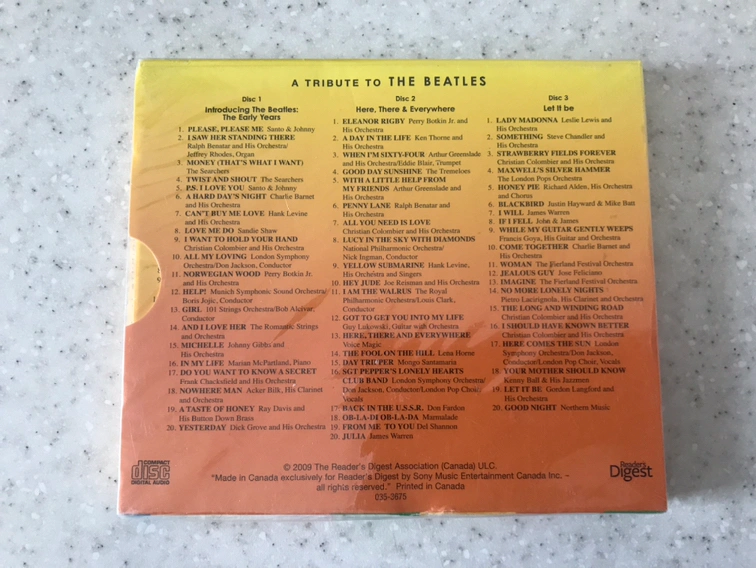 A TRIBUTE TO THE BEATLES
Disc 1
Introducing The Beatles:
The Early Years
1. PLEASE, PLEASE ME Santo & Johnny
2. I SAW HER STANDING THERE
Ralph Benatar and His Orchestra/
Jeffrey Rhodes, Organ
3. MONEY (THAT'S WHAT I WANT)
The Searchers
4. TWIST AND SHOUT The Searchers
5. P.S. I LOVE YOU Santo & Johnny
6. A HARD DAY'S NIGHT Charlie Barnet
and His Orchestra
7. CAN'T BUY ME LOVE Hank Levine
and His Orchestra
8. LOVE ME DO Sandie Shaw
9. I WANT TO HOLD YOUR HAND
Christian Colombier and His Orchestra
10. ALL MY LOVING London Symphony
Orchestra/Don Jackson, Conductor
11. NORWEGIAN WOOD Perry Botkin Jr.
and His Orchestra
12. HELP! Munich Symphonic Sound Orchestra/
Boris Jojic, Conductor
13. GIRL 101 Strings Orchestra/Bob Alcivar,
Conductor
14. AND I LOVE HER The Romantic Strings
and Orchestra
15. MICHELLE Johnny Gibbs and
His Orchestra
16. IN MY LIFE Marian McPartland, Piano
17. DO YOU WANT TO KNOW A SECRET
Frank Chacksfield and His Orchestra
18. NOWHERE MAN Acker Bilk, His Clarinet
and Orchestra
19. A TASTE OF HONEY Ray Davis and
His Button Down Brass
20. YESTERDAY Dick Grove and His Orchestra
Disc 2
Here, There & Everywhere
1. ELEANOR RIGBY Perry Botkin Jr. and
His Orchestra
2. A DAY IN THE LIFE Ken Thorne and
His Orchestra
3. WHEN I'M SIXTY-FOUR Arthur Greenslade
and His Orchestra/Eddie Blair, Trumpet
4. GOOD DAY SUNSHINE The Tremeloes
5. WITH A LITTLE HELP FROM
MY FRIENDS Arthur Greenslade and
His Orchestra
6. PENNY LANE Ralph Benatar and
His Orchestra
7. ALL YOU NEED IS LOVE
Christian Colombier and His Orchestra
8. LUCY IN THE SKY WITH DIAMONDS
National Philharmonic Orchestra/
Nick Ingman, Conductor
9. YELLOW SUBMARINE Hank Levine,
His Orchestra and Singers
10. HEY JUDE Joe Reisman and His Orchestra
11. I AM THE WALRUS The Royal
Philharmonic Orchestra/Louis Clark,
Conductor
12. GOT TO GET YOU INTO MY LIFE
Guy Lukowski, Guitar with Orchestra
13. HERE, THERE AND EVERYWHERE
Voice Magic
14. THE FOOL ON THE HILL Lena Horne
15. DAY TRIPPER Mongo Santamaria
16. SGT PEPPER'S LONELY HEARTS
CLUB BAND London Symphony Orchestra/
Don Jackson, Conductor/London Pop Choir,
Vocals
17. BACK IN THE U.S.S.R. Don Fardon
18. OB-LA-DI OB-LA-DA Marmalade
19. FROM ME TO YOU Del Shannon
20. JULIA James Warren
Disc 3
Let It be
1. LADY MADONNA Leslie Lewis and
His Orchestra
2. SOMETHING Steve Chandler and
His Orchestra
3. STRAWBERRY FIELDS FOREVER
Christian Colombier and His Orchestra
4. MAXWELL'S SILVER HAMMER
The London Pops Orchestra
5. HONEY PIE Richard Alden, His Orchestra
and Chorus
6. BLACKBIRD Justin Hayward & Mike Batt
7. I WILL James Warren
8. IF I FELL John & James
9. WHILE MY GUITAR GENTLY WEEPS
Francis Goya, His Guitar and Orchestra
10. COME TOGETHER Charlie Barnet and
His Orchestra
11. WOMAN The Fierland Festival Orchestra
12. JEALOUS GUY Jose Feliciano
13. IMAGINE The Fierland Festival Orchestra
14. NO MORE LONELY NIGHTS
Pietro Lacirignola, His Clarinet and Orchestra
15. THE LONG AND WINDING ROAD
Christian Colombier and His Orchestra
16. I SHOULD HAVE KNOWN BETTER
Christian Colombier and His Orchestra
17. HERE COMES THE SUN London
Symphony Orchestra/Don Jackson,
Conductor/London Pop Choir, Vocals
18. YOUR MOTHER SHOULD KNOW
Kenny Ball & His Jazzmen
19. LET IT BE Gordon Langford and
His Orchestra
20. GOOD NIGHT Northern Music
COMPACT
disc
DIGITAL AUDIO
© 2009 The Reader's Digest Association (Canada) ULC.
"Made in Canada exclusively for Reader's Digest by Sony Music Entertainment Canada Inc. ~
all rights reserved." Printed in Canada
035-3675
Reader's
Digest